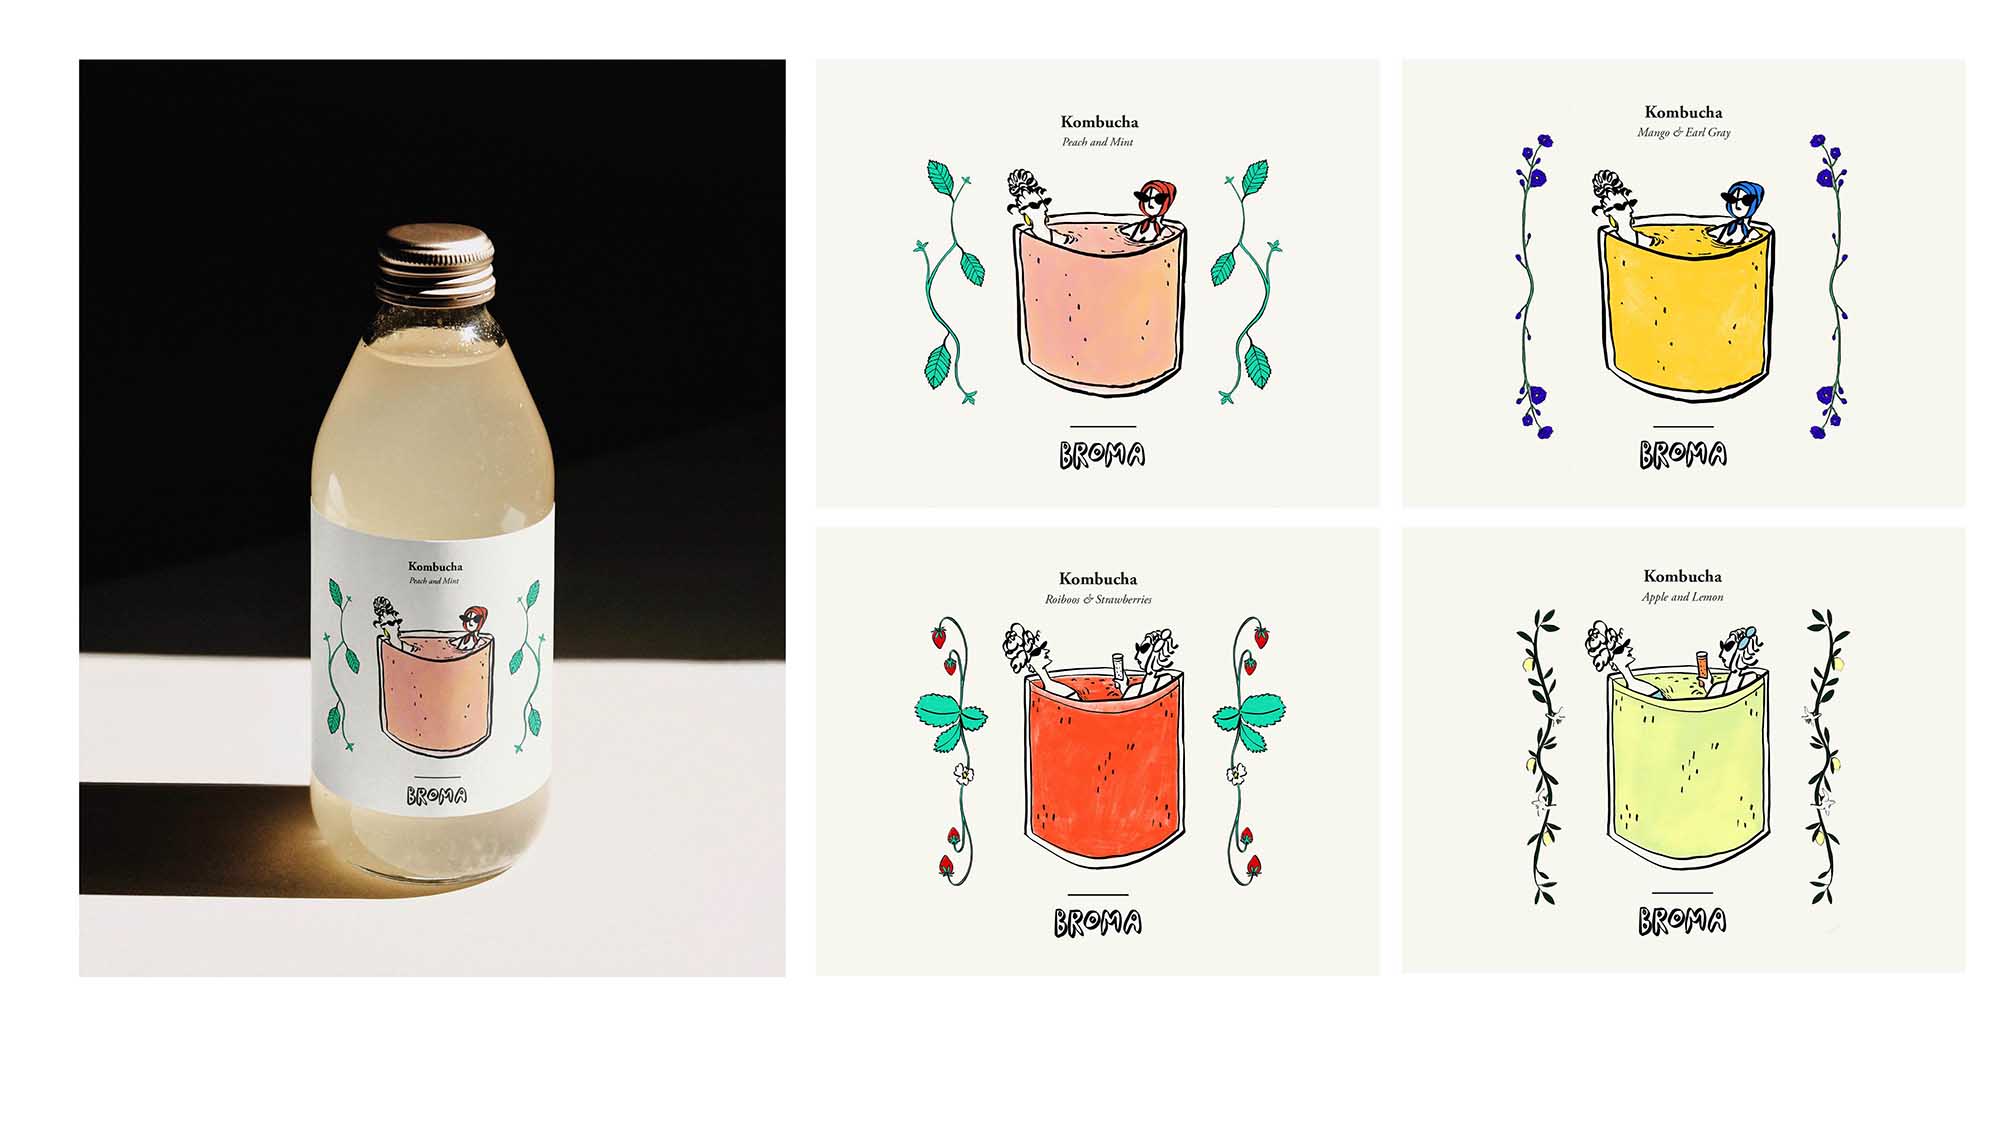 Kombucha
Peach and Mint
BROMA
Kombucha
Peach and Mint
BROMA
Kombucha
Mango & Earl Gray
BROMA
Kombucha
Roiboos & Strawberries
BROMA
Kombucha
Apple and Lemon
BROMA